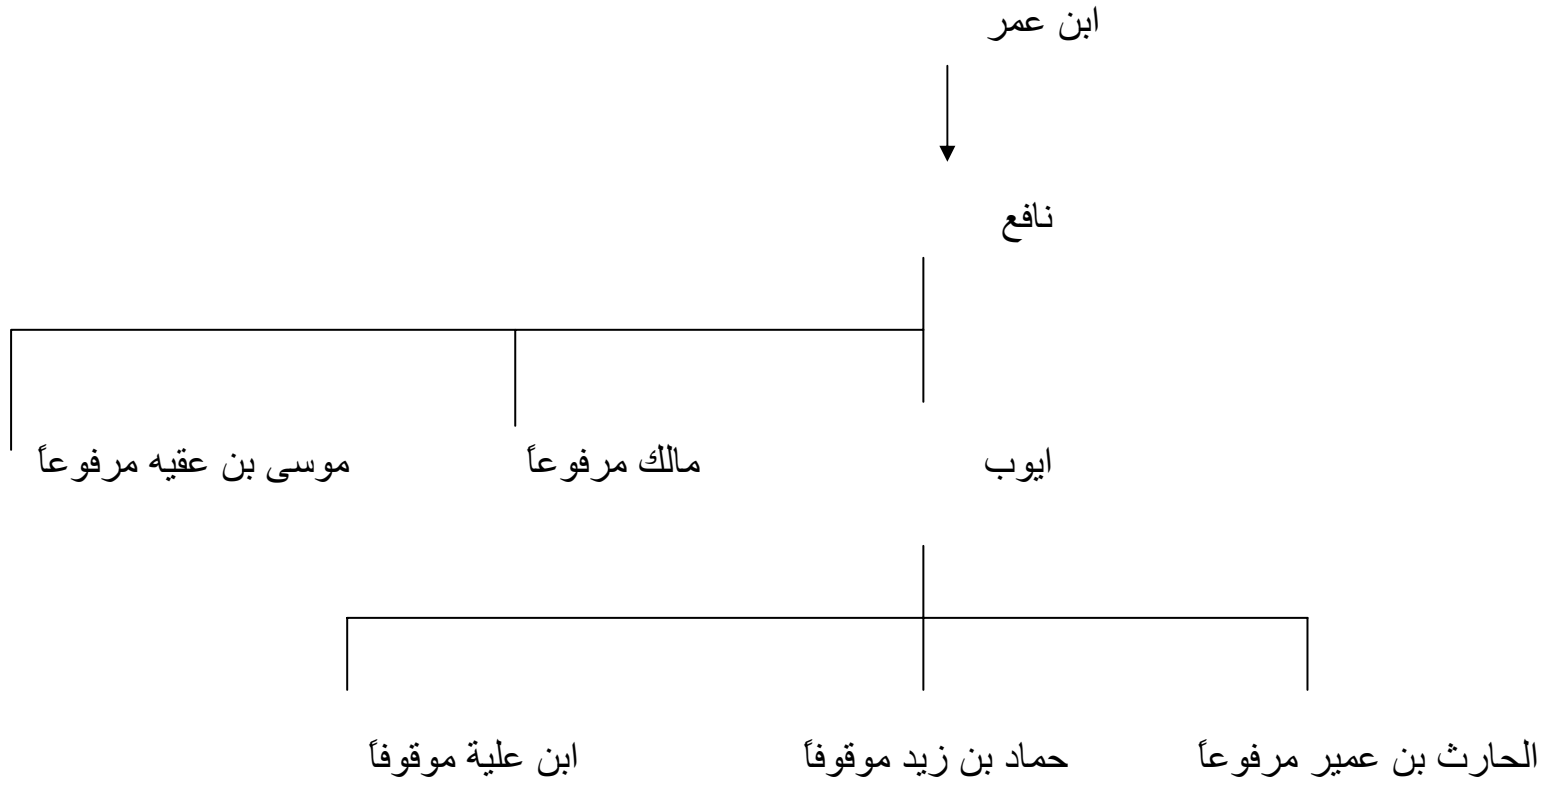 ابن عمر
نافع
ايوب
مالك مرفوعاً
موسى بن عقيه مرفوعاً
الحارث بن عمير مرفوعاً
حماد بن زيد موقوفاً
ابن علية موقوفاً